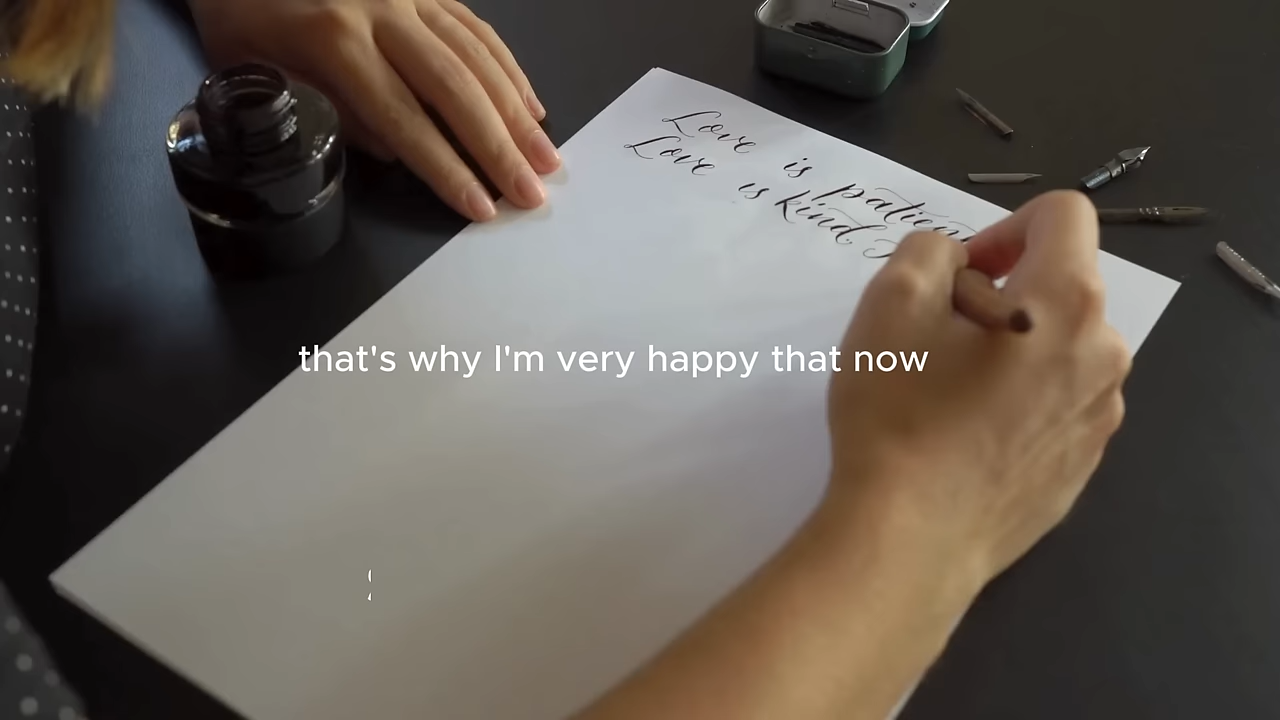 Love is patient
Love is kind
that's why I'm very happy that now